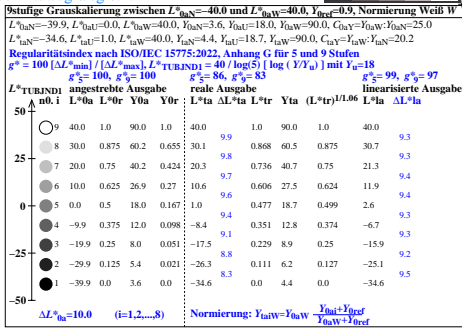 9stufige Grauskalierung zwischen L*0aN=−40.0 und L*0aW=40.0, Y0ref=0.9, Normierung Weiß W
L*0aN=−39.9, L*0aU=0.0, L*0aW=40.0, Y0aN=3.6, Y0aU=18.0, Y0aW=90.0, C0aY=Y0aW:Y0aN=25.0
L*taN=−34.6, L*taU=1.0, L*taW=40.0, YtaN=4.4, YtaU=18.7, YtaW=90.0, CtaY=YtaW:YtaN=20.2
Regularitätsindex nach ISO/IEC 15775:2022, Anhang G für 5 und 9 Stufen
g* = 100 [ΔL*min] / [ΔL*max], L*TUBJND1 = 40 / log(5) [ log ( Y/Yu ) ] mit Yu=18
g*5= 100, g*9= 100 g*5= 86, g*9= 83 g*5= 99, g*9= 97
L*TUBJND1 angestrebte Ausgabe reale Ausgabe linearisierte Ausgabe
n0. i L*0a L*0r Y0a Y0r L*ta ΔL*ta L*tr Yta (L*tr)1/1.06 L*la ΔL*la
9 40.0 1.0 90.0 1.0 40.0 1.0 90.0 1.0 40.0
9.9 9.3
50
8 30.0 0.875 60.2 0.655 30.1 0.868 60.5 0.875 30.7
9.8 9.3
25
7 20.0 0.75 40.2 0.424 20.3 0.736 40.7 0.75 21.3
9.7 9.3
6 10.0 0.625 26.9 0.27 10.6 0.606 27.5 0.624 11.9
9.6 9.4
0
5 0.0 0.5 18.0 0.167 1.0 0.477 18.7 0.499 2.6
9.4 9.3
4 -9.9 0.375 12.0 0.098 −8.4 0.351 12.8 0.374 −6.7
9.1 9.3
3 -19.9 0.25 8.0 0.051 −17.5 0.229 8.9 0.25 −15.9
8.8 9.2
−25
2 -29.9 0.125 5.4 0.021 −26.3 0.111 6.2 0.127 −25.1
8.3 9.5
1 -39.9 0.0 3.6 0.0 −34.6 0.0 4.4 0.0 −34.6
−50
ΔL*0a=10.0 (i=1,2,...,8) Normierung: YtaiW=Y0aW (Y0ai+Y0ref)/(Y0aW+Y0ref)